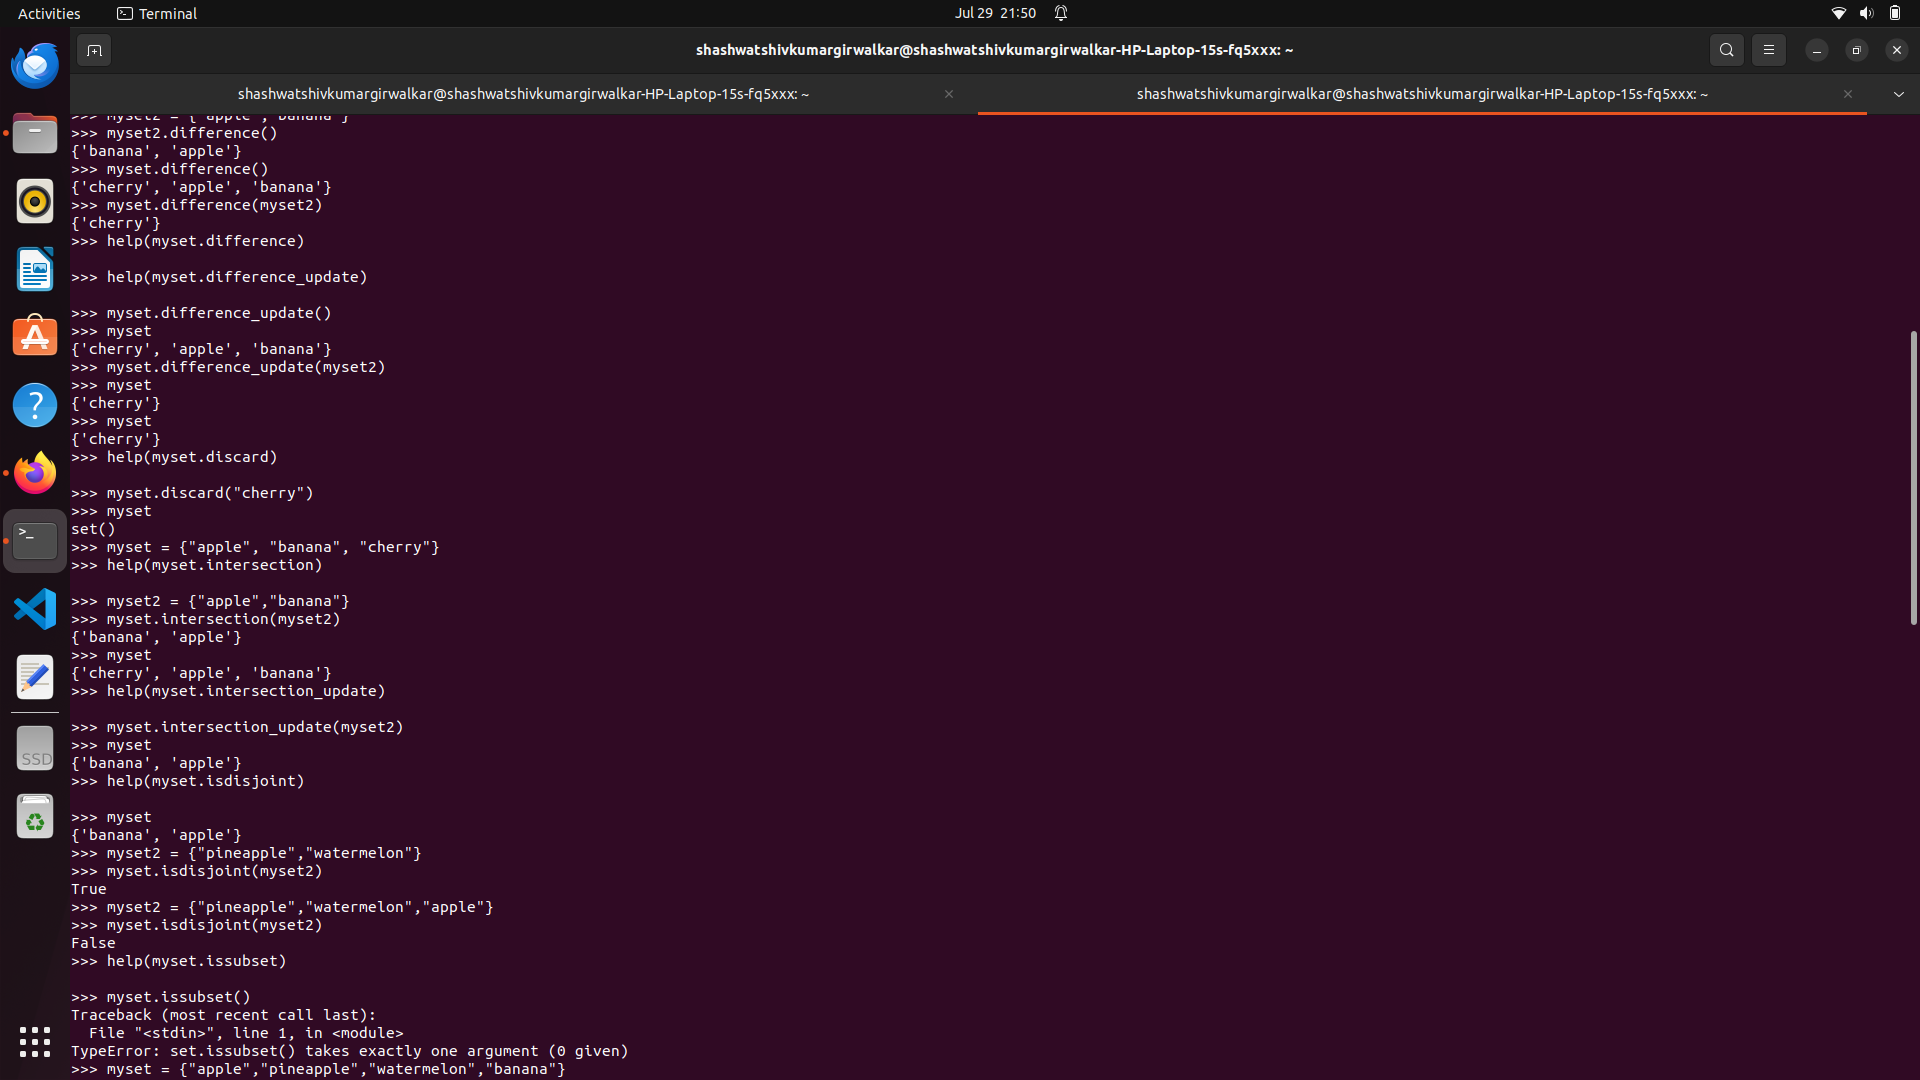 Activities
Terminal
Jul 29 21:50
shashwatshivkumargirwalkar@shashwatshivkumargirwalkar-HP-Laptop-15s-fq5xxx: ~
shashwatshivkumargirwalkar@shashwatshivkumargirwalkar-HP-Laptop-15s-fq5xxx: ~
shashwatshivkumargirwalkar@shashwatshivkumargirwalkar-HP-Laptop-15s-fq5xxx: ~
>>> myset2 = {"apple","banana"}
>>> myset2.difference()
{'banana', 'apple'}
>>> myset.difference()
{'cherry', 'apple', 'banana'}
>>> myset.difference(myset2)
{'cherry'}
>>> help(myset.difference)
>>> help(myset.difference_update)
>>> myset.difference_update()
>>> myset
{'cherry', 'apple', 'banana'}
>>> myset.difference_update(myset2)
>>> myset
{'cherry'}
>>> myset
{'cherry'}
>>> help(myset.discard)
>>> myset.discard("cherry")
>>> myset
set()
>>> myset = {"apple", "banana", "cherry"}
>>> help(myset.intersection)
>>> myset2 = {"apple","banana"}
>>> myset.intersection(myset2)
{'banana', 'apple'}
>>> myset
{'cherry', 'apple', 'banana'}
>>> help(myset.intersection_update)
>>> myset.intersection_update(myset2)
>>> myset
{'banana', 'apple'}
>>> help(myset.isdisjoint)
>>> myset
{'banana', 'apple'}
>>> myset2 = {"pineapple","watermelon"}
>>> myset.isdisjoint(myset2)
True
>>> myset2 = {"pineapple","watermelon","apple"}
>>> myset.isdisjoint(myset2)
False
>>> help(myset.issubset)
>>> myset.issubset()
Traceback (most recent call last):
  File "<stdin>", line 1, in <module>
TypeError: set.issubset() takes exactly one argument (0 given)
>>> myset = {"apple","pineapple","watermelon","banana"}
SSD